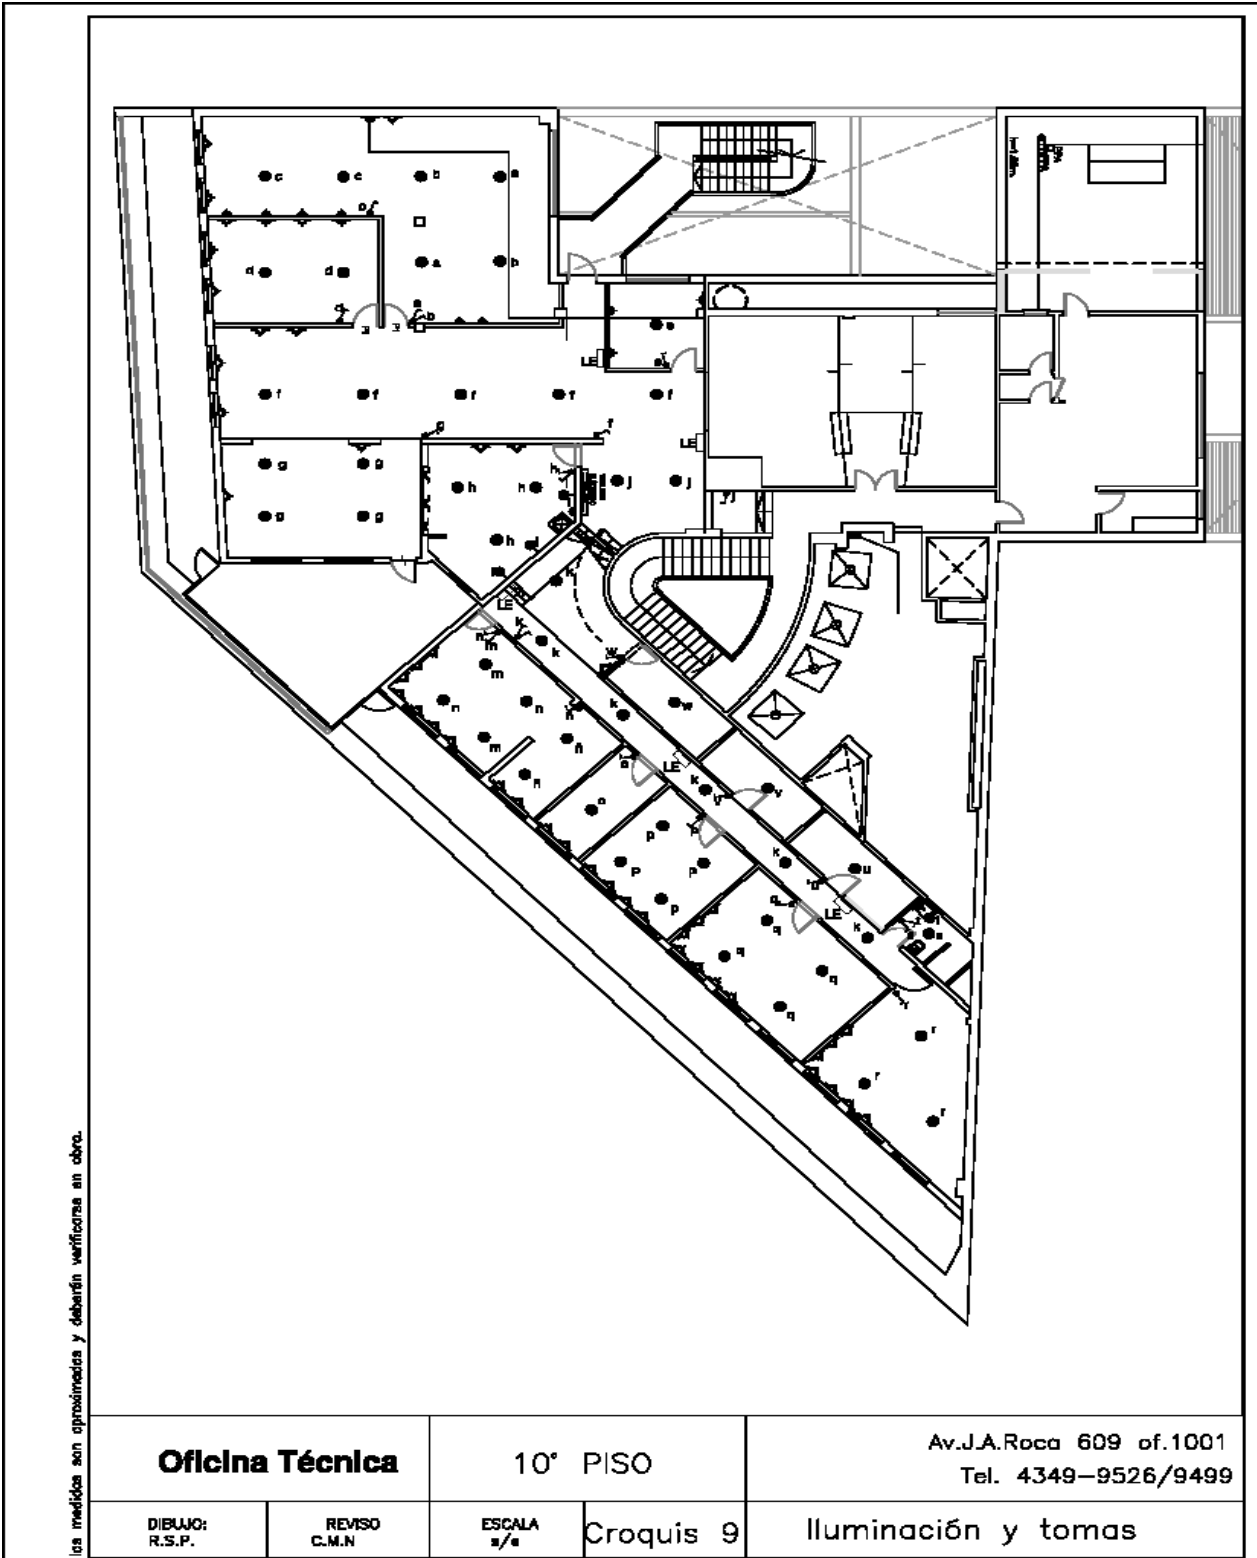 c c b a
c
d d a b
d a
b
e
LE
f f f f f
g f
LE
g g
h h h j j j
g g
h
m k
LE
k
n m k
m w
n n k w
ñ
m ñ
o LE k
ñ v v
o
p p
k
p p u u
p
q LE
q k
q q
q
r
r
r
r
las medidas son aproximadas y deberán verificarse en obra.
Oficina Técnica
10° PISO
Av.J.A.Roca 609 of.1001
Tel. 4349-9526/9499
DIBUJO:
R.S.P.
REVISO
C.M.N
ESCALA
s/e
Croquis 9
Iluminación y tomas